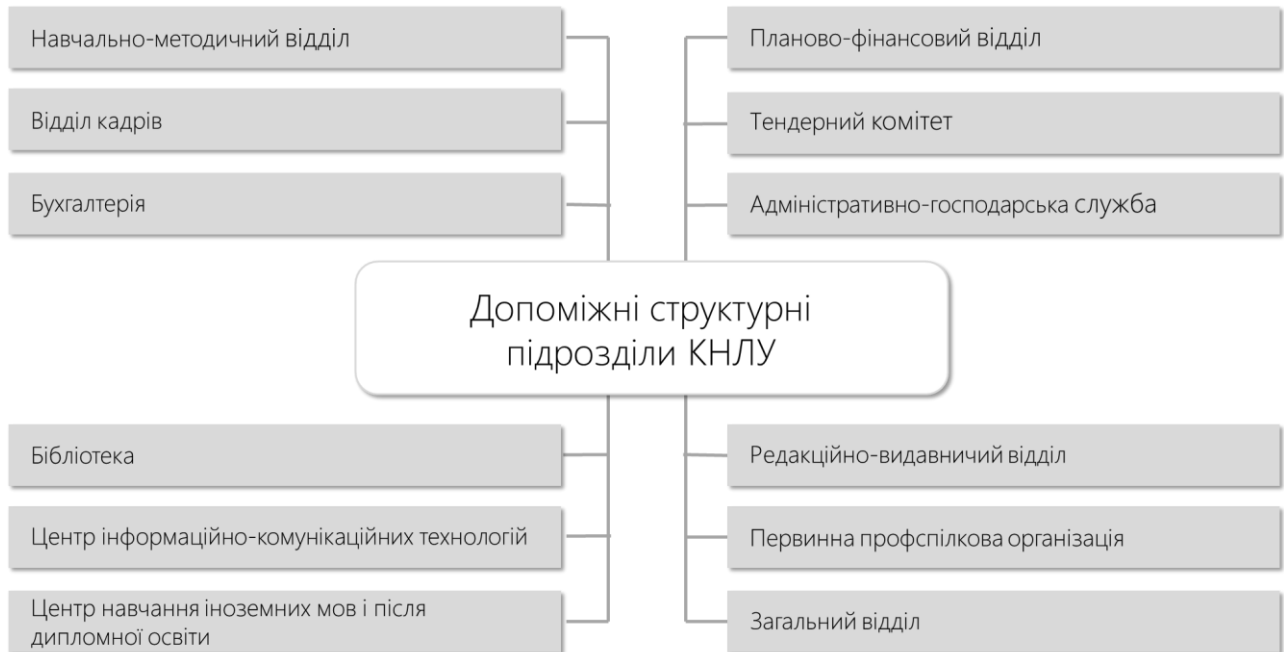 Навчально-методичний відділ
Планово-фінансовий відділ
Відділ кадрів
Тендерний комітет
Бухгалтерія
Адміністративно-господарська служба
Допоміжні структурні
підрозділи КНЛУ
Бібліотека
Редакційно-видавничий відділ
Центр інформаційно-комунікаційних технологій
Первинна профспілкова організація
Центр навчання іноземних мов і після
дипломної освіти
Загальний відділ